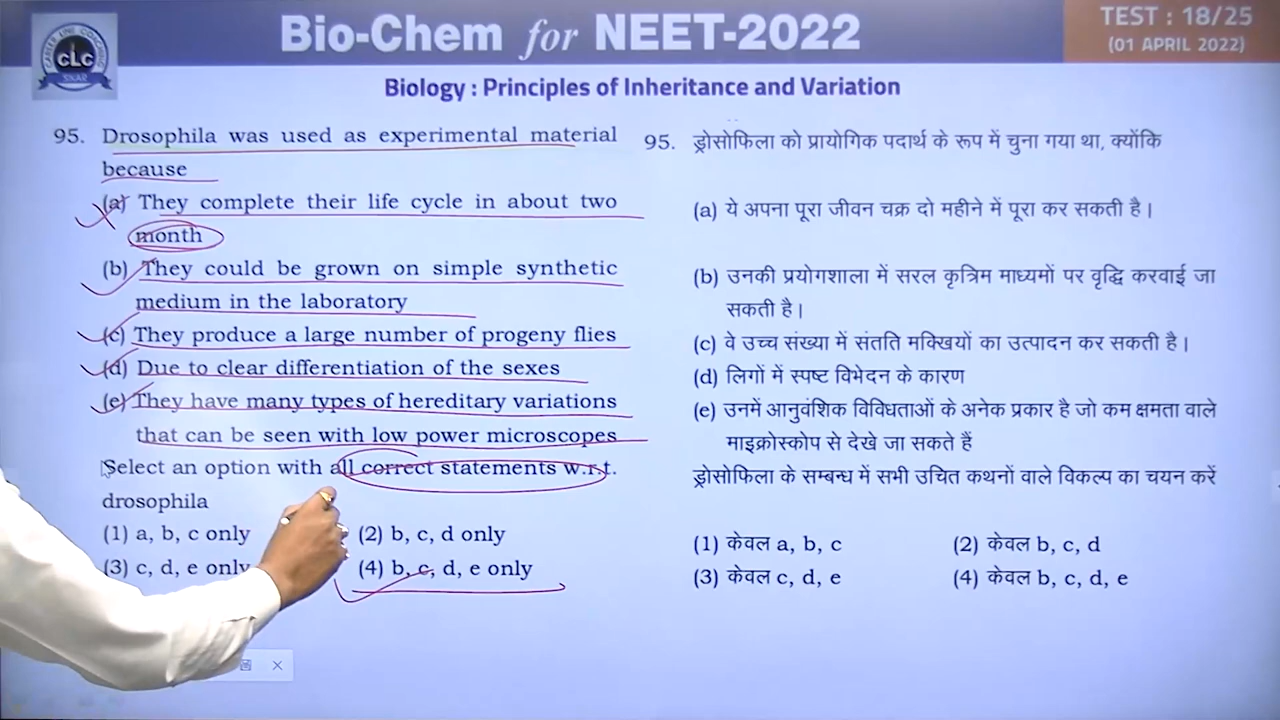 Bio-Chem for NEET-2022
TEST : 18/25
(01 APRIL 2022)
CAREER LINE COACHING
CLC
SIKAR
Biology : Principles of Inheritance and Variation
95. Drosophila was used as experimental material
because
(a) They complete their life cycle in about two
month
(b) They could be grown on simple synthetic
medium in the laboratory
(c) They produce a large number of progeny flies
(d) Due to clear differentiation of the sexes
(e) They have many types of hereditary variations
that can be seen with low power microscopes
Select an option with all correct statements w.r.t.
drosophila
(1) a, b, c only
(2) b, c, d only
(3) c, d, e only
(4) b, c, d, e only
95. ड्रोसोफिला को प्रायोगिक पदार्थ के रूप में चुना गया था, क्योंकि
(a) ये अपना पूरा जीवन चक्र दो महीने में पूरा कर सकती है।
(b) उनकी प्रयोगशाला में सरल कृत्रिम माध्यमों पर वृद्धि करवाई जा
सकती है।
(c) वे उच्च संख्या में संतति मक्खियों का उत्पादन कर सकती है।
(d) लिगों में स्पष्ट विभेदन के कारण
(e) उनमें आनुवंशिक विविधताओं के अनेक प्रकार है जो कम क्षमता वाले
माइक्रोस्कोप से देखे जा सकते हैं
ड्रोसोफिला के सम्बन्ध में सभी उचित कथनों वाले विकल्प का चयन करें
(1) केवल a, b, c
(2) केवल b, c, d
(3) केवल c, d, e
(4) केवल b, c, d, e